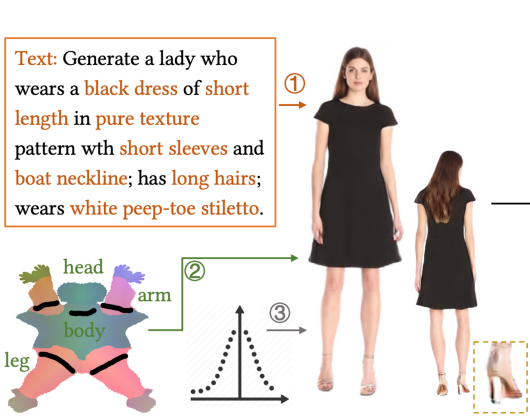 Text: Generate a lady who
wears a black dress of short
length in pure texture
pattern wth short sleeves and
boat neckline; has long hairs;
wears white peep-toe stiletto.
①
②
③
head
arm
body
leg